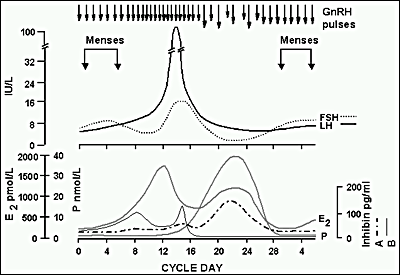 GnRH
pulses
100
Menses
Menses
IU/L
16
8
4
0
FSH
LH
2000
1500
1000
500
0
E2 pmol/L
40
30
20
10
0
P nmol/L
200
100
0
Inhibin pg/ml
A
B
E2
P
0 4 8 12 16 20 24 28 4
CYCLE DAY